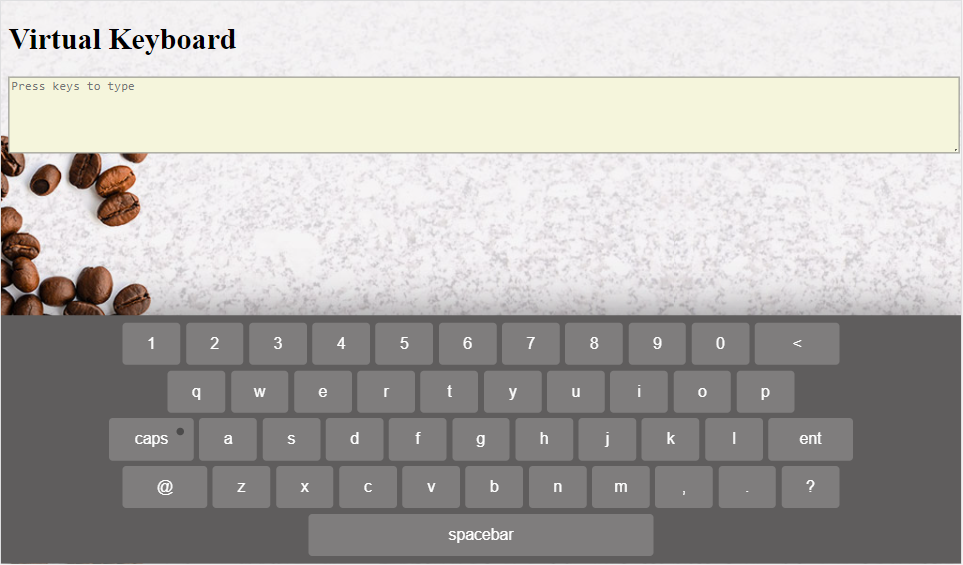 Virtual Keyboard
Press keys to type
1 2 3 4 5 6 7 8 9 0 <
q w e r t y u i o p
caps a s d f g h j k l ent
@ z x c v b n m , . ?
spacebar